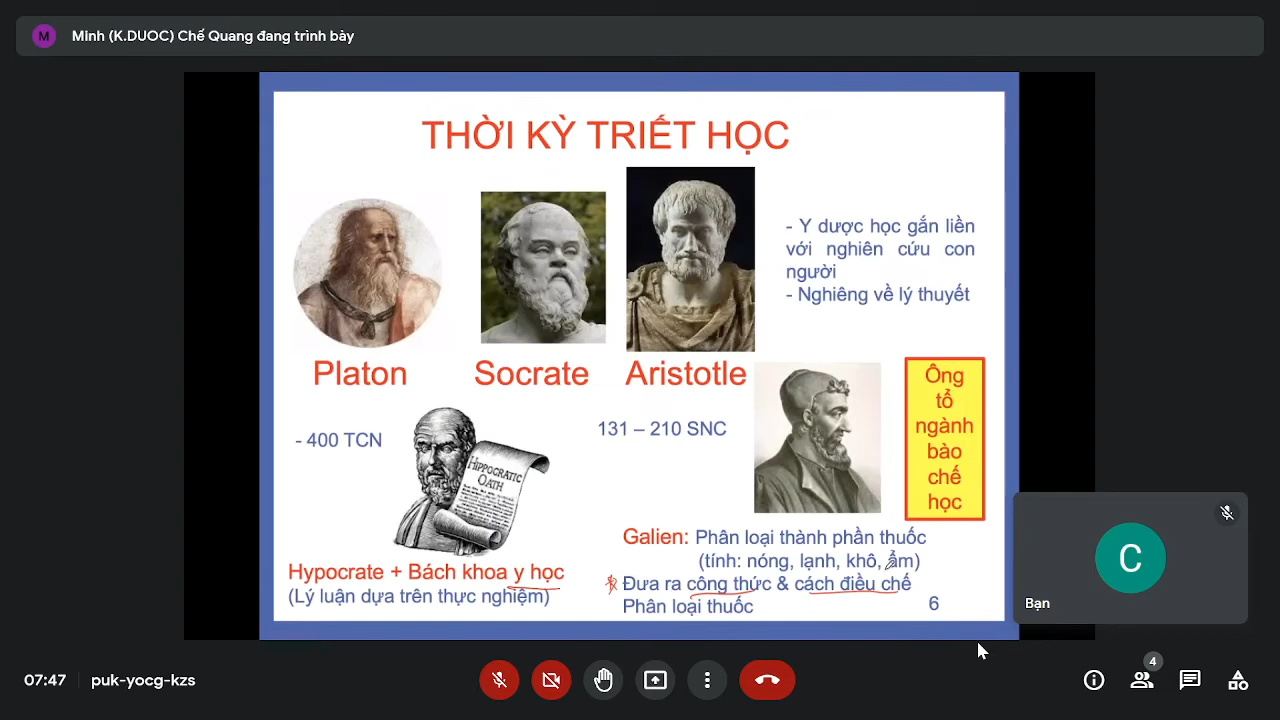 M
Minh (K.DUOC) Chế Quang đang trình bày
THỜI KỲ TRIẾT HỌC
- Y dược học gắn liền
với nghiên cứu con
người
- Nghiêng về lý thuyết
Platon
Socrate
Aristotle
- 400 TCN
HIPPOCRATIC
OATH
131 – 210 SNC
Ông
tổ
ngành
bào
chế
học
Hypocrate + Bách khoa y học
(Lý luận dựa trên thực nghiệm)
Galien: Phân loại thành phần thuốc
(tính: nóng, lạnh, khô, ẩm)
Đưa ra công thức & cách điều chế
Phân loại thuốc
6
C
Bạn
07:47
puk-yocg-kzs
4